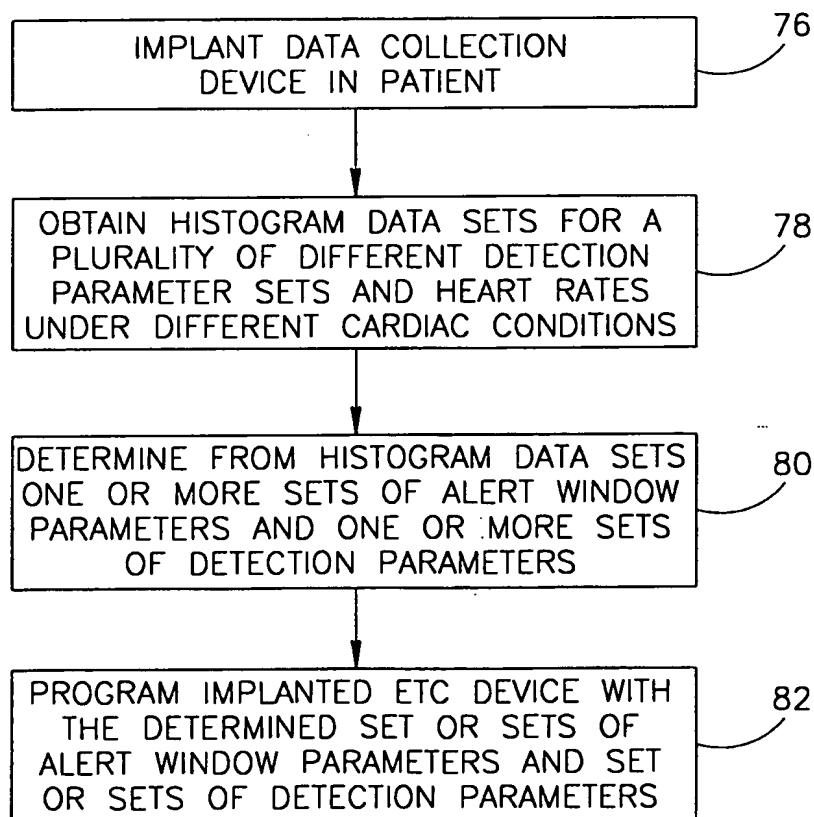 IMPLANT DATA COLLECTION
DEVICE IN PATIENT
76
OBTAIN HISTOGRAM DATA SETS FOR A
PLURALITY OF DIFFERENT DETECTION
PARAMETER SETS AND HEART RATES
UNDER DIFFERENT CARDIAC CONDITIONS
78
DETERMINE FROM HISTOGRAM DATA SETS
ONE OR MORE SETS OF ALERT WINDOW
PARAMETERS AND ONE OR MORE SETS
OF DETECTION PARAMETERS
80
PROGRAM IMPLANTED ETC DEVICE WITH
THE DETERMINED SET OR SETS OF
ALERT WINDOW PARAMETERS AND SET
OR SETS OF DETECTION PARAMETERS
82